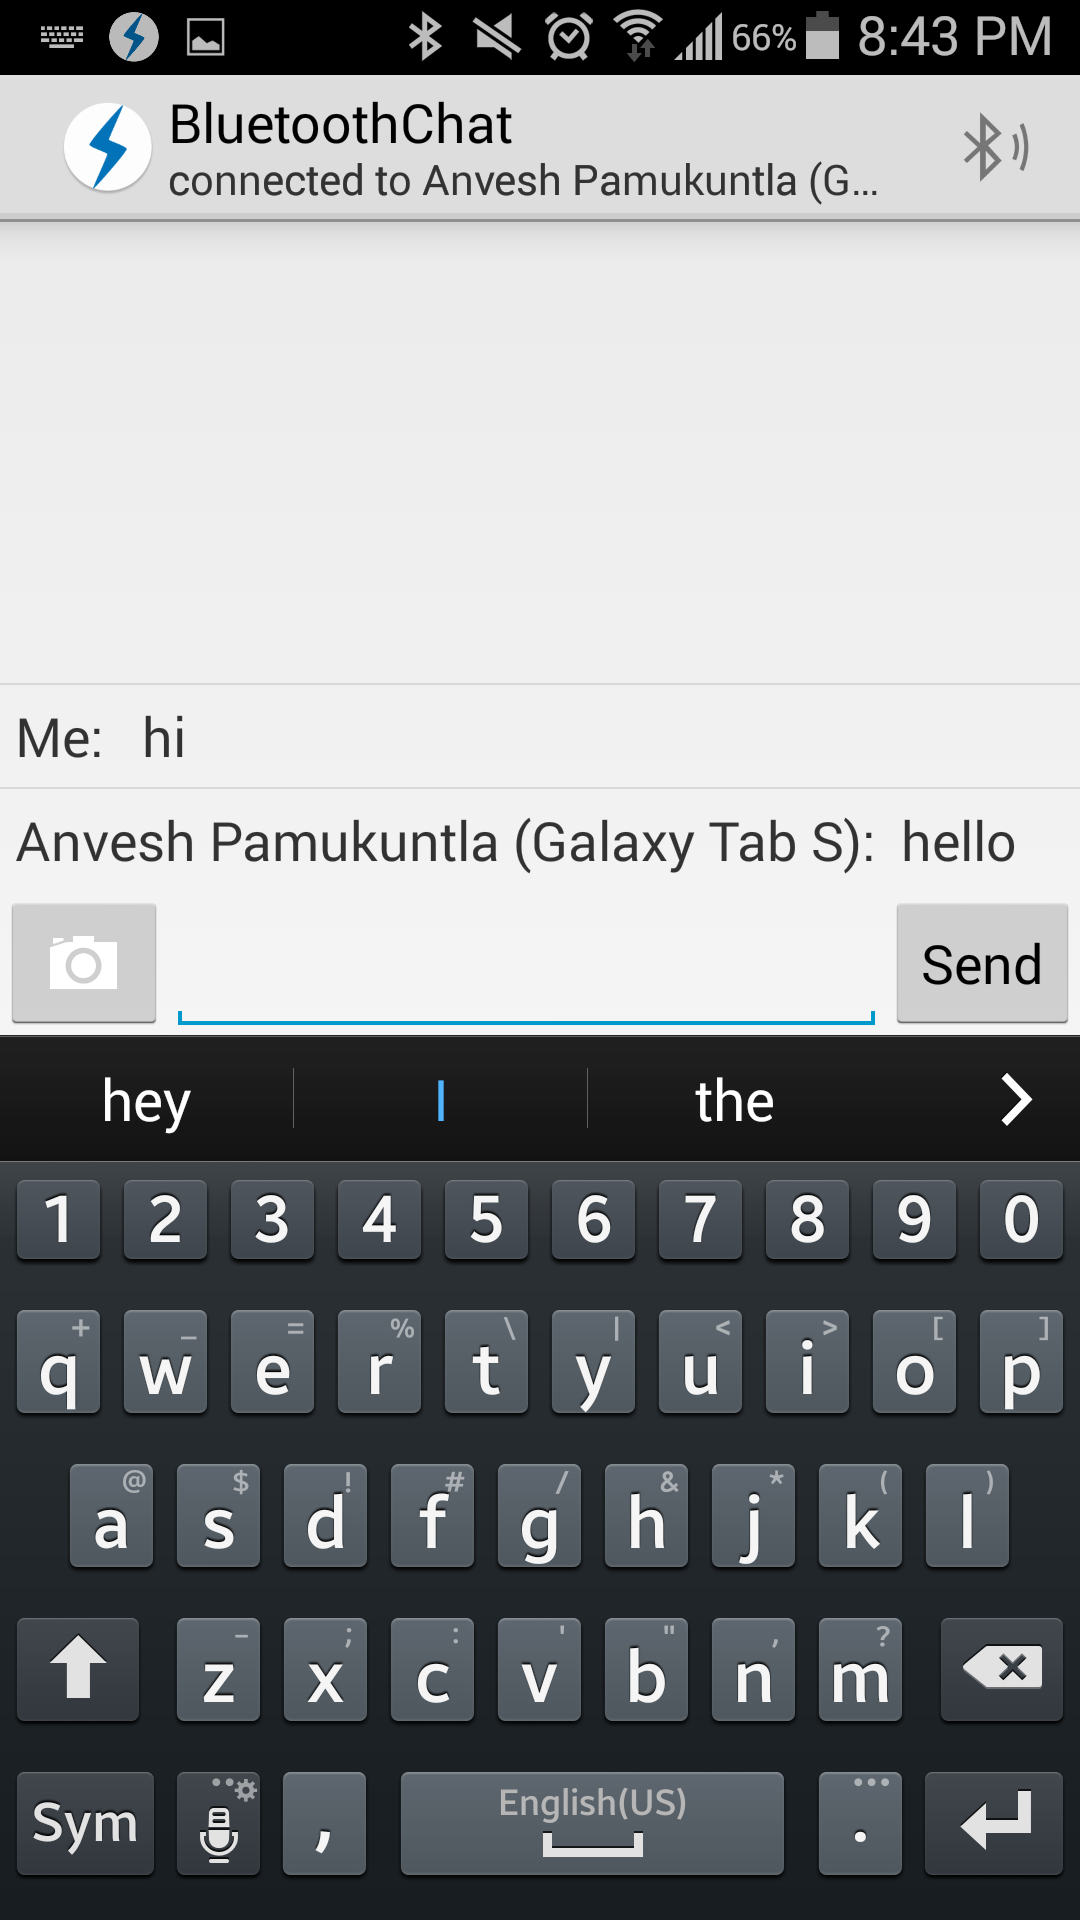 66% 8:43 PM
BluetoothChat
connected to Anvesh Pamukuntla (G...
Me: hi
Anvesh Pamukuntla (Galaxy Tab S): hello
Send
hey I the
1 2 3 4 5 6 7 8 9 0
+ _ = % \ | < > [ ]
q w e r t y u i o p
@ $ ! # / & * ( )
a s d f g h j k l
- ; : ' " , ?
z x c v b n m
Sym , English(US) .